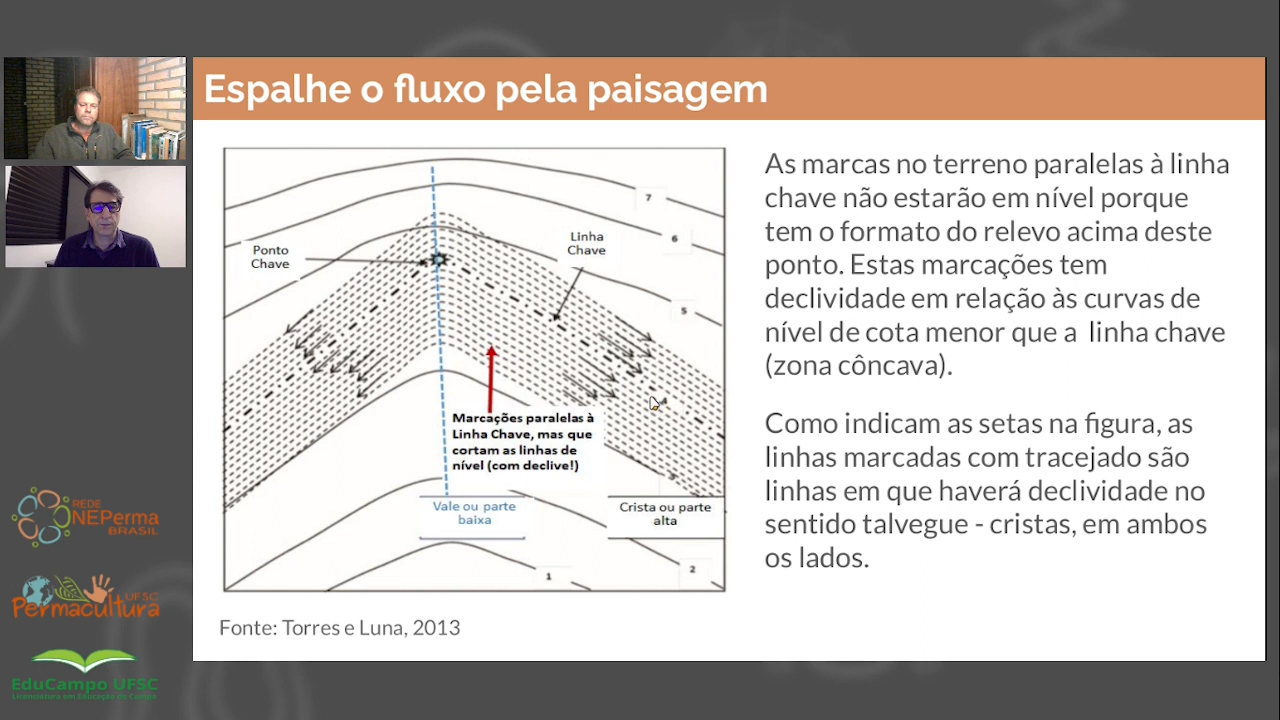 Espalhe o fluxo pela paisagem
7
6
5
Ponto
Chave
Linha
Chave
Marcações paralelas à
Linha Chave, mas que
cortam as linhas de
nível (com declive!)
Vale ou parte
baixa
Crista ou parte
alta
1
2
Fonte: Torres e Luna, 2013
As marcas no terreno paralelas à linha
chave não estarão em nível porque
tem o formato do relevo acima deste
ponto. Estas marcações tem
declividade em relação às curvas de
nível de cota menor que a linha chave
(zona côncava).
Como indicam as setas na figura, as
linhas marcadas com tracejado são
linhas em que haverá declividade no
sentido talvegue - cristas, em ambos
os lados.
REDE
NEPerma
BRASIL
UFSC
Permacultura
EduCampo UFSC
Licenciatura em Educação do Campo